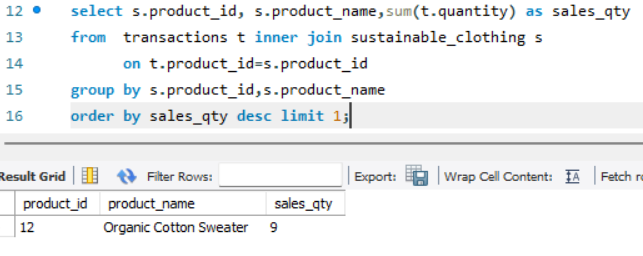 12 select s.product_id, s.product_name,sum(t.quantity) as sales_qty
13 from  transactions t inner join sustainable_clothing s
14 on t.product_id=s.product_id
15 group by s.product_id,s.product_name
16 order by sales_qty desc limit 1;
Result Grid Filter Rows: Export: Wrap Cell Content: IA Fetch
product_id product_name sales_qty
12 Organic Cotton Sweater 9